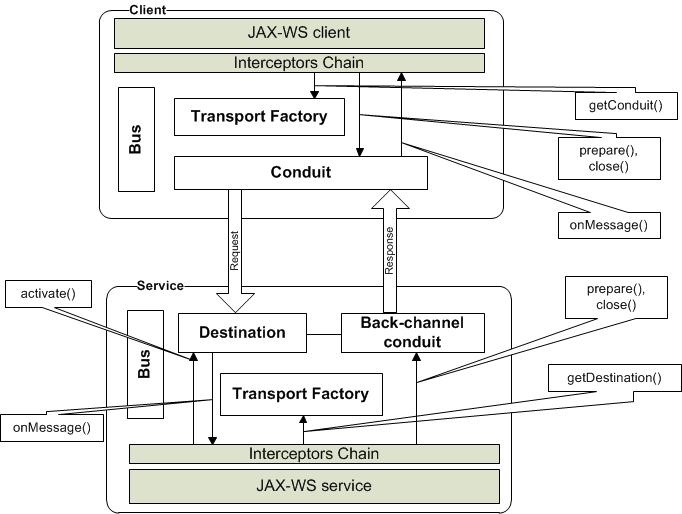 Client
JAX-WS client
Interceptors Chain
Bus
Transport Factory
getConduit()
prepare(),
close()
Conduit
onMessage()
Request
Response
Service
activate()
prepare(),
close()
Destination
Back-channel
conduit
Bus
Transport Factory
getDestination()
onMessage()
Interceptors Chain
JAX-WS service